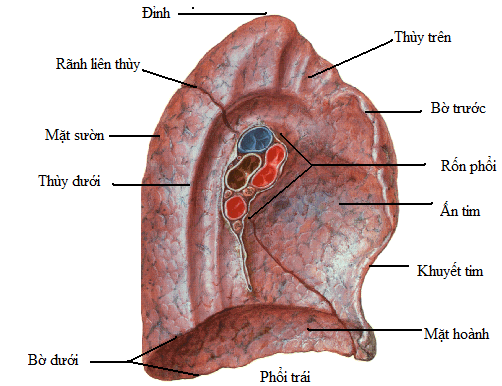 Đỉnh
Thùy trên
Rãnh liên thùy
Bờ trước
Mặt sườn
Rốn phổi
Thùy dưới
Ấn tim
Khuyết tim
Mặt hoành
Bờ dưới
Phổi trái